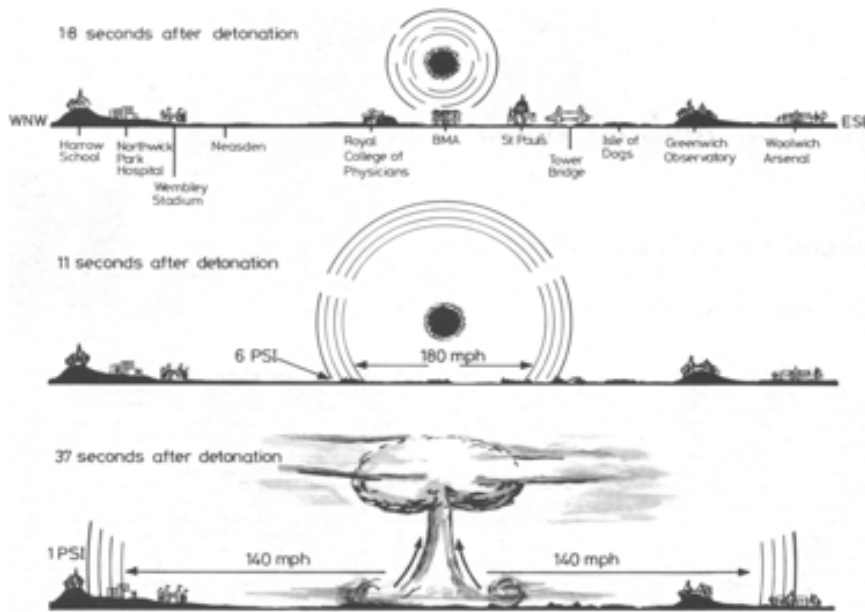 1·8 seconds after detonation
WNW
ESE
Harrow
School
Northwick
Park
Hospital
Wembley
Stadium
Neasden
Royal
College of
Physicians
BMA
St Pauls
Tower
Bridge
Isle of
Dogs
Greenwich
Observatory
Woolwich
Arsenal
11 seconds after detonation
6 PSI
180 mph
37 seconds after detonation
1 PSI
140 mph
140 mph